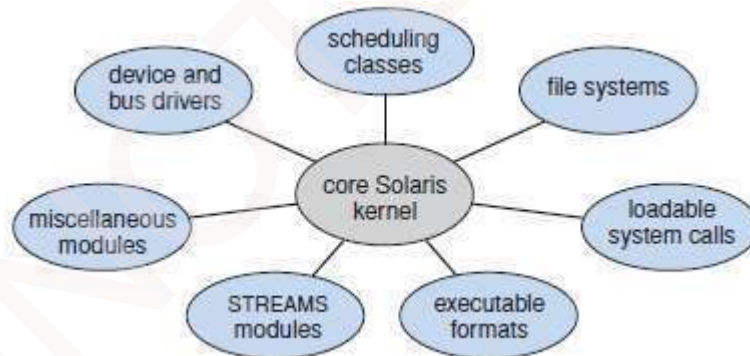 scheduling
classes
device and
bus drivers
file systems
core Solaris
kernel
miscellaneous
modules
loadable
system calls
STREAMS
modules
executable
formats